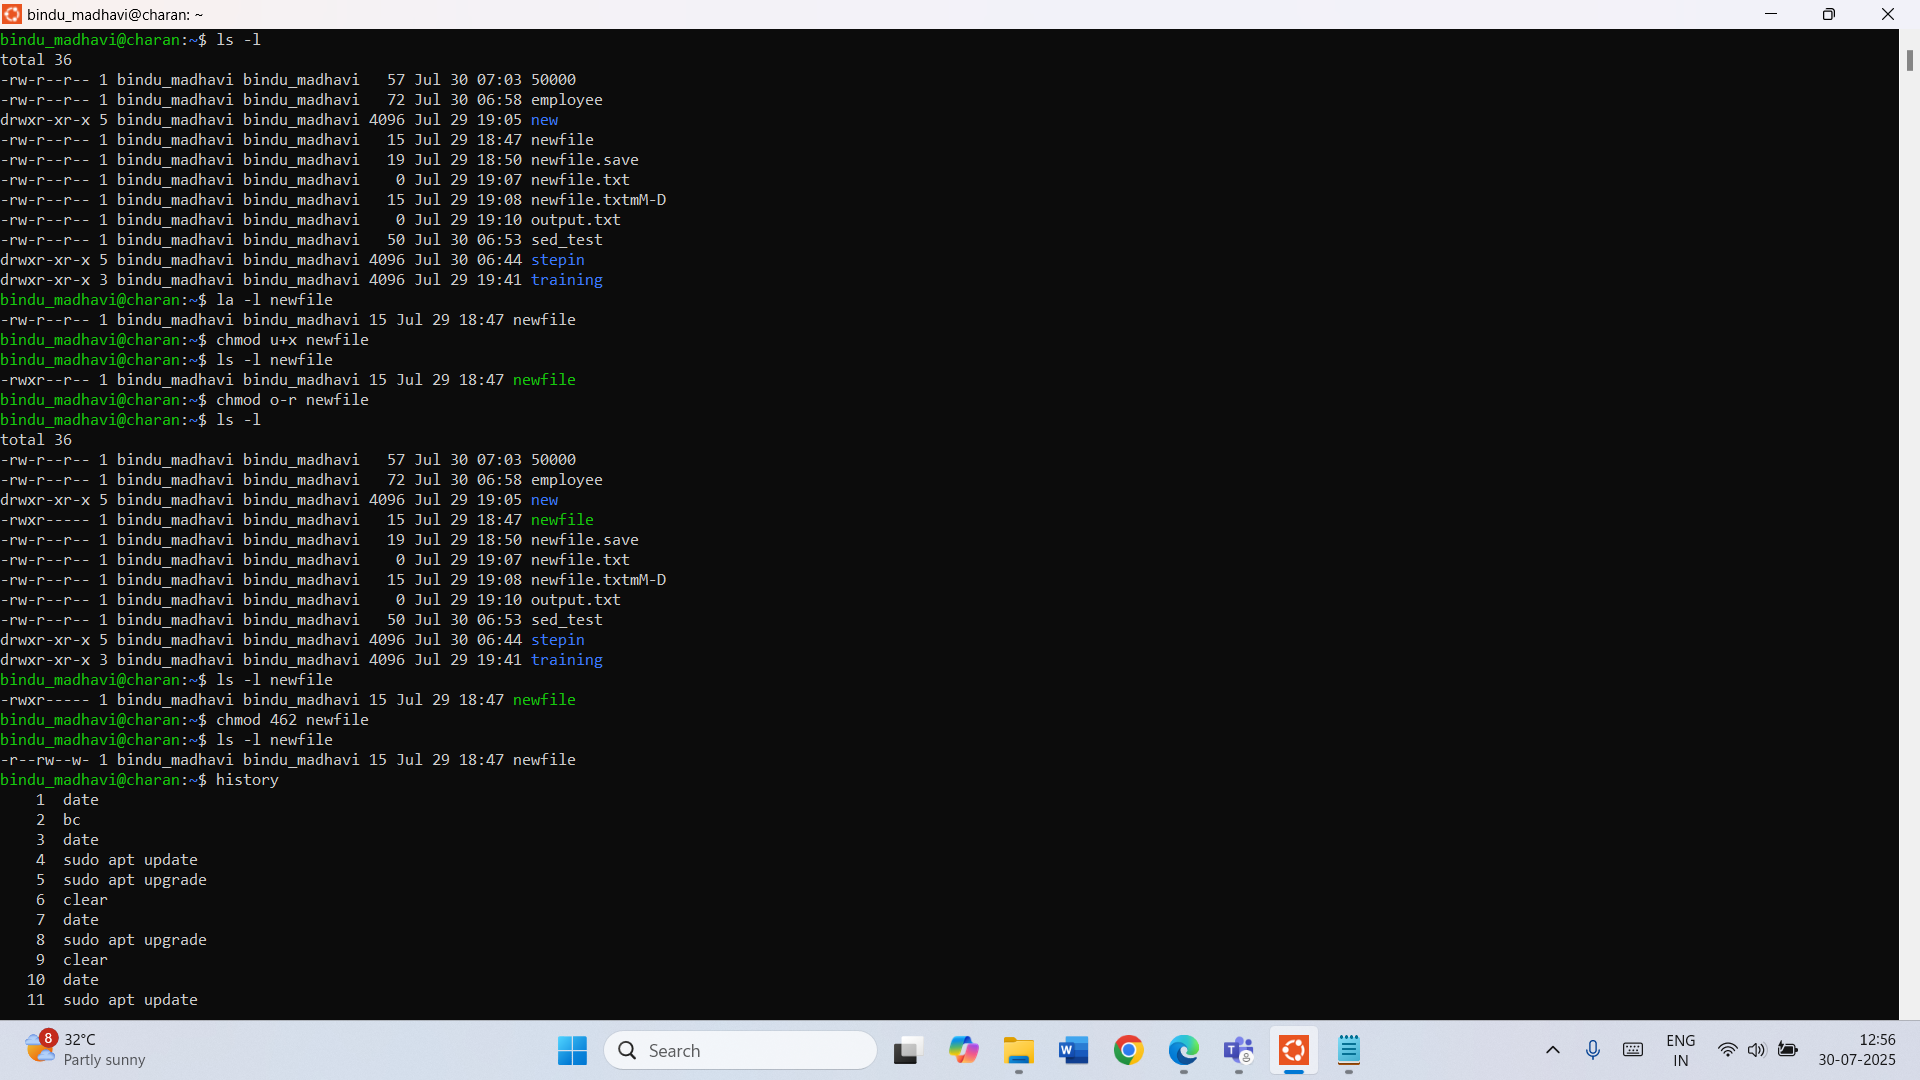 bindu_madhavi@charan: ~
bindu_madhavi@charan:~$ ls -l
total 36
-rw-r--r-- 1 bindu_madhavi bindu_madhavi   57 Jul 30 07:03 50000
-rw-r--r-- 1 bindu_madhavi bindu_madhavi   72 Jul 30 06:58 employee
drwxr-xr-x 5 bindu_madhavi bindu_madhavi 4096 Jul 29 19:05 new
-rw-r--r-- 1 bindu_madhavi bindu_madhavi   15 Jul 29 18:47 newfile
-rw-r--r-- 1 bindu_madhavi bindu_madhavi   19 Jul 29 18:50 newfile.save
-rw-r--r-- 1 bindu_madhavi bindu_madhavi    0 Jul 29 19:07 newfile.txt
-rw-r--r-- 1 bindu_madhavi bindu_madhavi   15 Jul 29 19:08 newfile.txtmM-D
-rw-r--r-- 1 bindu_madhavi bindu_madhavi    0 Jul 29 19:10 output.txt
-rw-r--r-- 1 bindu_madhavi bindu_madhavi   50 Jul 30 06:53 sed_test
drwxr-xr-x 5 bindu_madhavi bindu_madhavi 4096 Jul 30 06:44 stepin
drwxr-xr-x 3 bindu_madhavi bindu_madhavi 4096 Jul 29 19:41 training
bindu_madhavi@charan:~$ la -l newfile
-rw-r--r-- 1 bindu_madhavi bindu_madhavi 15 Jul 29 18:47 newfile
bindu_madhavi@charan:~$ chmod u+x newfile
bindu_madhavi@charan:~$ ls -l newfile
-rwxr--r-- 1 bindu_madhavi bindu_madhavi 15 Jul 29 18:47 newfile
bindu_madhavi@charan:~$ chmod o-r newfile
bindu_madhavi@charan:~$ ls -l
total 36
-rw-r--r-- 1 bindu_madhavi bindu_madhavi   57 Jul 30 07:03 50000
-rw-r--r-- 1 bindu_madhavi bindu_madhavi   72 Jul 30 06:58 employee
drwxr-xr-x 5 bindu_madhavi bindu_madhavi 4096 Jul 29 19:05 new
-rwxr----- 1 bindu_madhavi bindu_madhavi   15 Jul 29 18:47 newfile
-rw-r--r-- 1 bindu_madhavi bindu_madhavi   19 Jul 29 18:50 newfile.save
-rw-r--r-- 1 bindu_madhavi bindu_madhavi    0 Jul 29 19:07 newfile.txt
-rw-r--r-- 1 bindu_madhavi bindu_madhavi   15 Jul 29 19:08 newfile.txtmM-D
-rw-r--r-- 1 bindu_madhavi bindu_madhavi    0 Jul 29 19:10 output.txt
-rw-r--r-- 1 bindu_madhavi bindu_madhavi   50 Jul 30 06:53 sed_test
drwxr-xr-x 5 bindu_madhavi bindu_madhavi 4096 Jul 30 06:44 stepin
drwxr-xr-x 3 bindu_madhavi bindu_madhavi 4096 Jul 29 19:41 training
bindu_madhavi@charan:~$ ls -l newfile
-rwxr----- 1 bindu_madhavi bindu_madhavi 15 Jul 29 18:47 newfile
bindu_madhavi@charan:~$ chmod 462 newfile
bindu_madhavi@charan:~$ ls -l newfile
-r--rw--w- 1 bindu_madhavi bindu_madhavi 15 Jul 29 18:47 newfile
bindu_madhavi@charan:~$ history
    1  date
    2  bc
    3  date
    4  sudo apt update
    5  sudo apt upgrade
    6  clear
    7  date
    8  sudo apt upgrade
    9  clear
   10  date
   11  sudo apt update
8
32°C
Partly sunny
Search
W
T
ENG
IN
12:56
30-07-2025